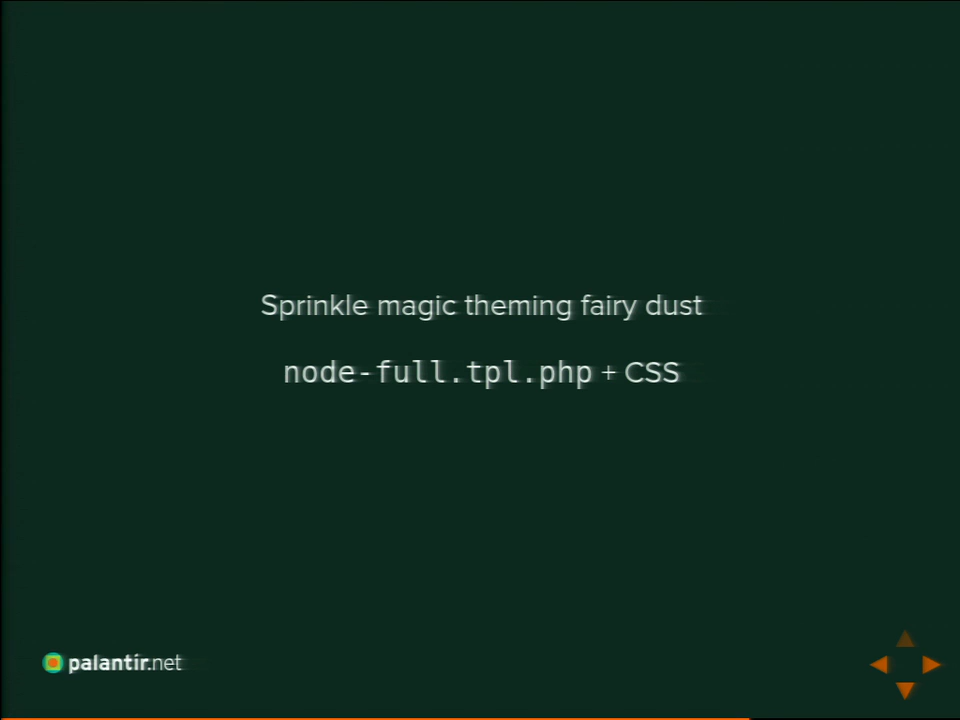 Sprinkle magic theming fairy dust
node-full.tpl.php + CSS
palantir.net